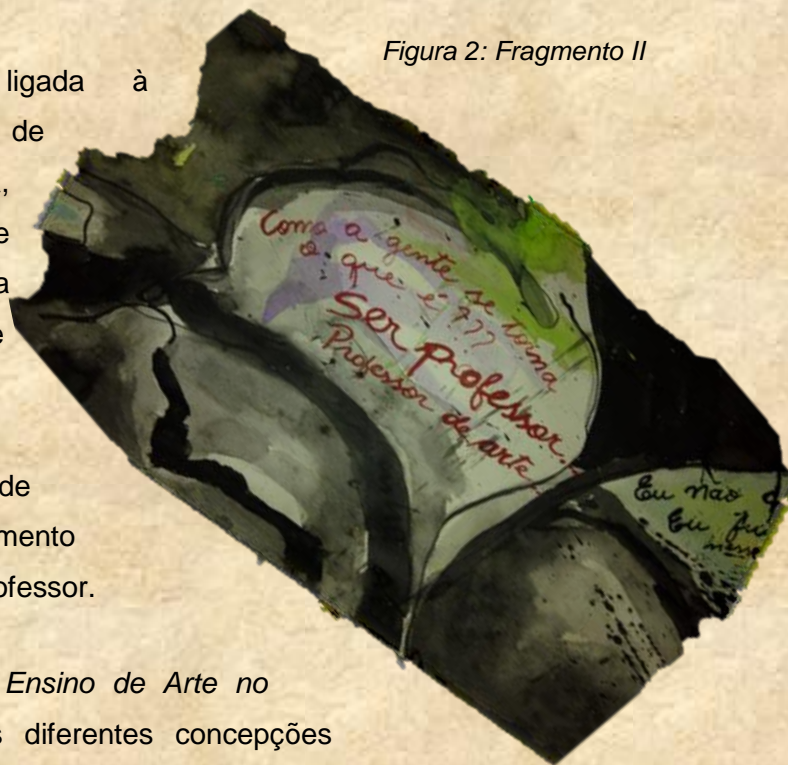 Figura 2: Fragmento II
ligada à
de
,
e
a
e
de
mento
ofessor.
Ensino de Arte no
s diferentes concepções
Como a gente se torna
o que é ???
Ser professor.
Professor de arte
Eu não
Eu fu